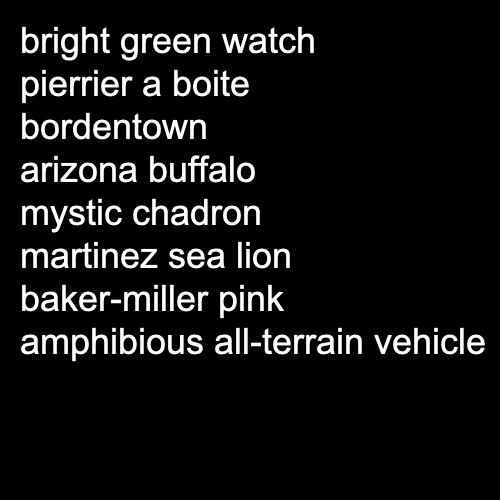 bright green watch
pierrier a boite
bordentown
arizona buffalo
mystic chadron
martinez sea lion
baker-miller pink
amphibious all-terrain vehicle